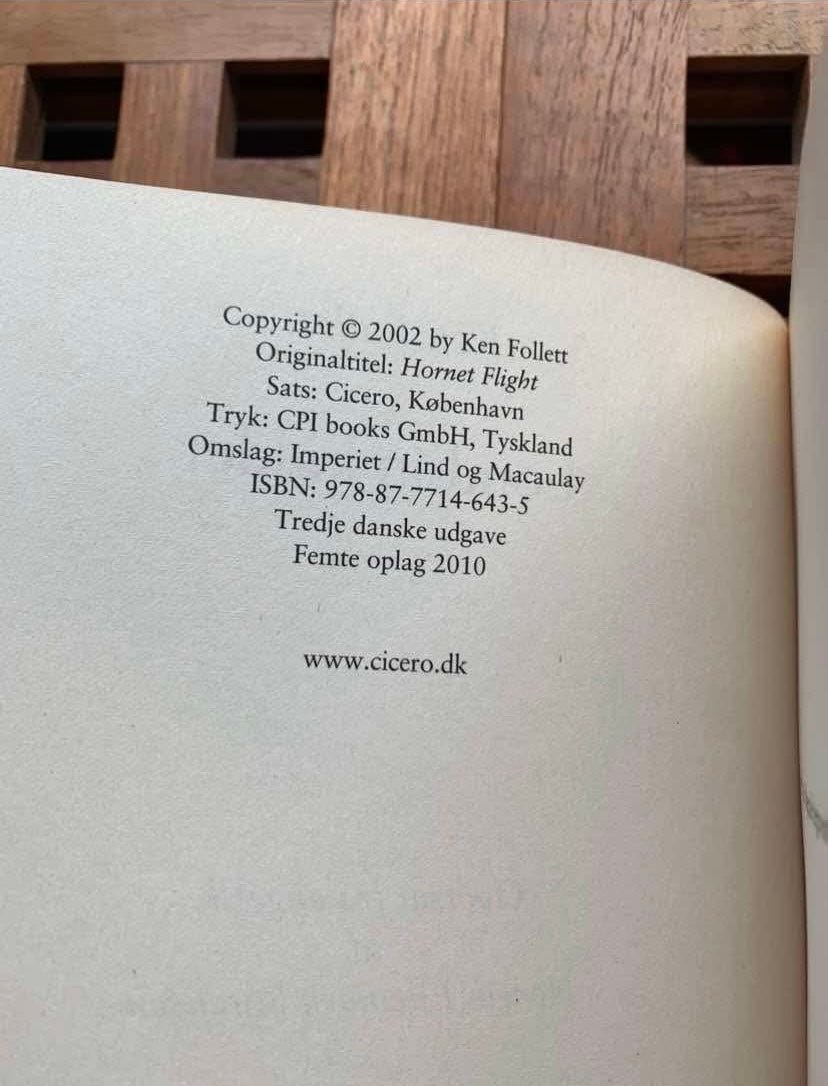 Copyright © 2002 by Ken Follett
Originaltitel: Hornet Flight
Sats: Cicero, København
Tryk: CPI books GmbH, Tyskland
Omslag: Imperiet / Lind og Macaulay
ISBN: 978-87-7714-643-5
Tredje danske udgave
Femte oplag 2010
www.cicero.dk